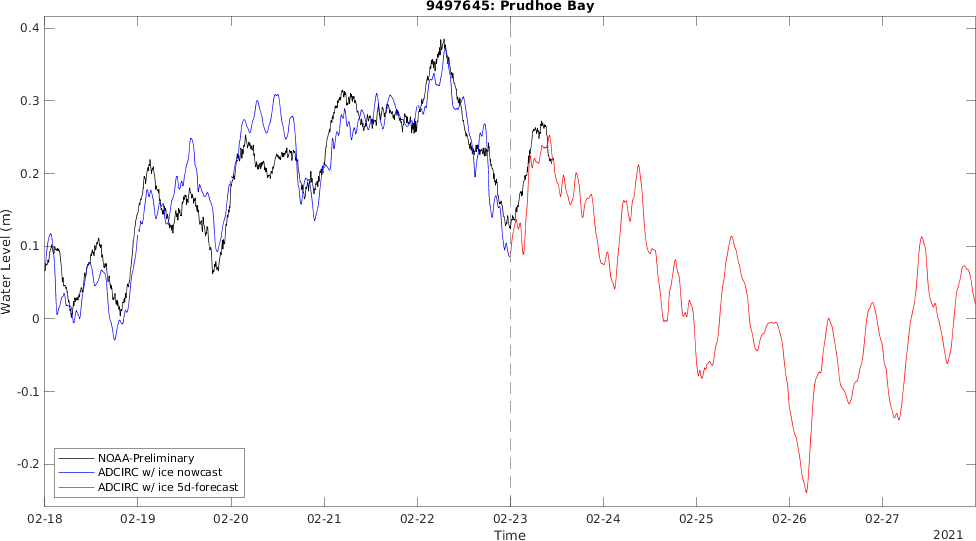 9497645: Prudhoe Bay
Water Level (m)
0.4
0.3
0.2
0.1
0
-0.1
-0.2
NOAA-Preliminary
ADCIRC w/ ice nowcast
ADCIRC w/ ice 5d-forecast
02-18 02-19 02-20 02-21 02-22 02-23 02-24 02-25 02-26 02-27
Time
2021